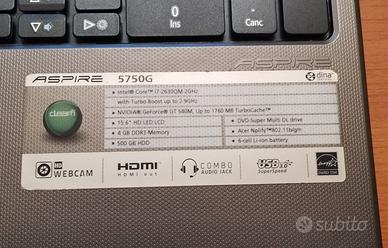 0
Ins
.
Canc
ASPIRE
ASPIRE 5750G
dina
• Intel® Core™ i7-2630QM 2GHz
with Turbo Boost up to 2.9GHz
• NVIDIA® GeForce® GT 540M, Up to 1760 MB TurboCache™
• 15.6" HD LED LCD
• DVD-Super Multi DL drive
• 4 GB DDR3 Memory
• Acer Nplify™802.11b/g/n
• 500 GB HDD
• 6-cell Li-ion battery
HD WEBCAM
HDMI
HDMI out
COMBO
AUDIO JACK
USB 3.0
SuperSpeed
subito